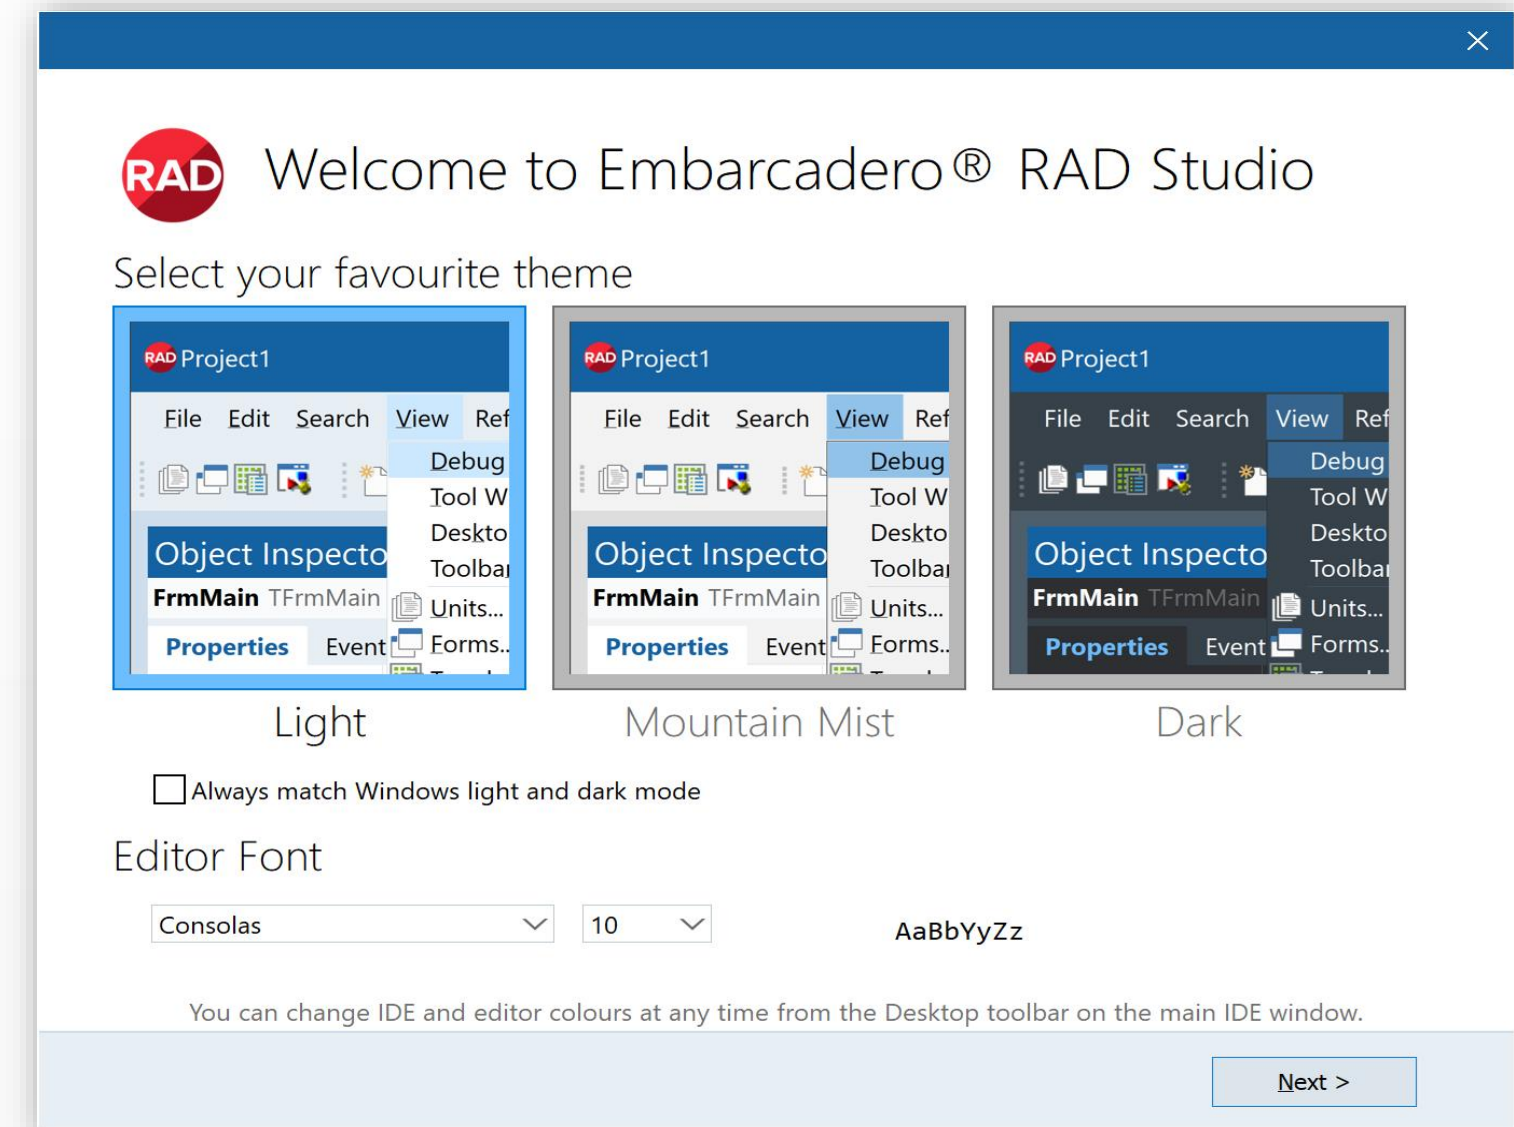 RAD Welcome to Embarcadero® RAD Studio
Select your favourite theme
RAD Project1
File Edit Search View Ref
Debug
Tool W
Deskto
Object Inspecto
Toolbar
FrmMain TFrmMain
Units...
Properties Event
Forms..
RAD Project1
File Edit Search View Ref
Debug
Tool W
Deskto
Object Inspecto
Toolbar
FrmMain TFrmMain
Units...
Properties Event
Forms..
RAD Project1
File Edit Search View Ref
Debug
Tool W
Deskto
Object Inspecto
Toolbar
FrmMain TFrmMain
Units...
Properties Event
Forms..
Light
Mountain Mist
Dark
Always match Windows light and dark mode
Editor Font
Consolas 10 AaBbYyZz
You can change IDE and editor colours at any time from the Desktop toolbar on the main IDE window.
Next >